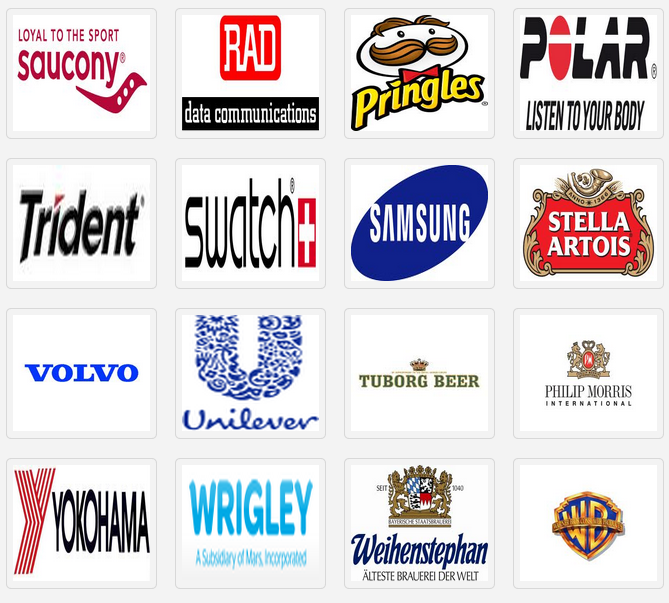 LOYAL TO THE SPORT
saucony®
RAD
data communications
Pringles®
POLAR®
LISTEN TO YOUR BODY
Trident
swatch®
SAMSUNG
ANNO 1366
STELLA
ARTOIS
VOLVO
Unilever
TUBORG BEER
PM
PHILIP MORRIS
INTERNATIONAL
YOKOHAMA
WRIGLEY
A Subsidiary of Mars, Incorporated
SEIT 1040
BAYERISCHE STAATSBRAUEREI
Weihenstephan
ÄLTESTE BRAUEREI DER WELT
WB